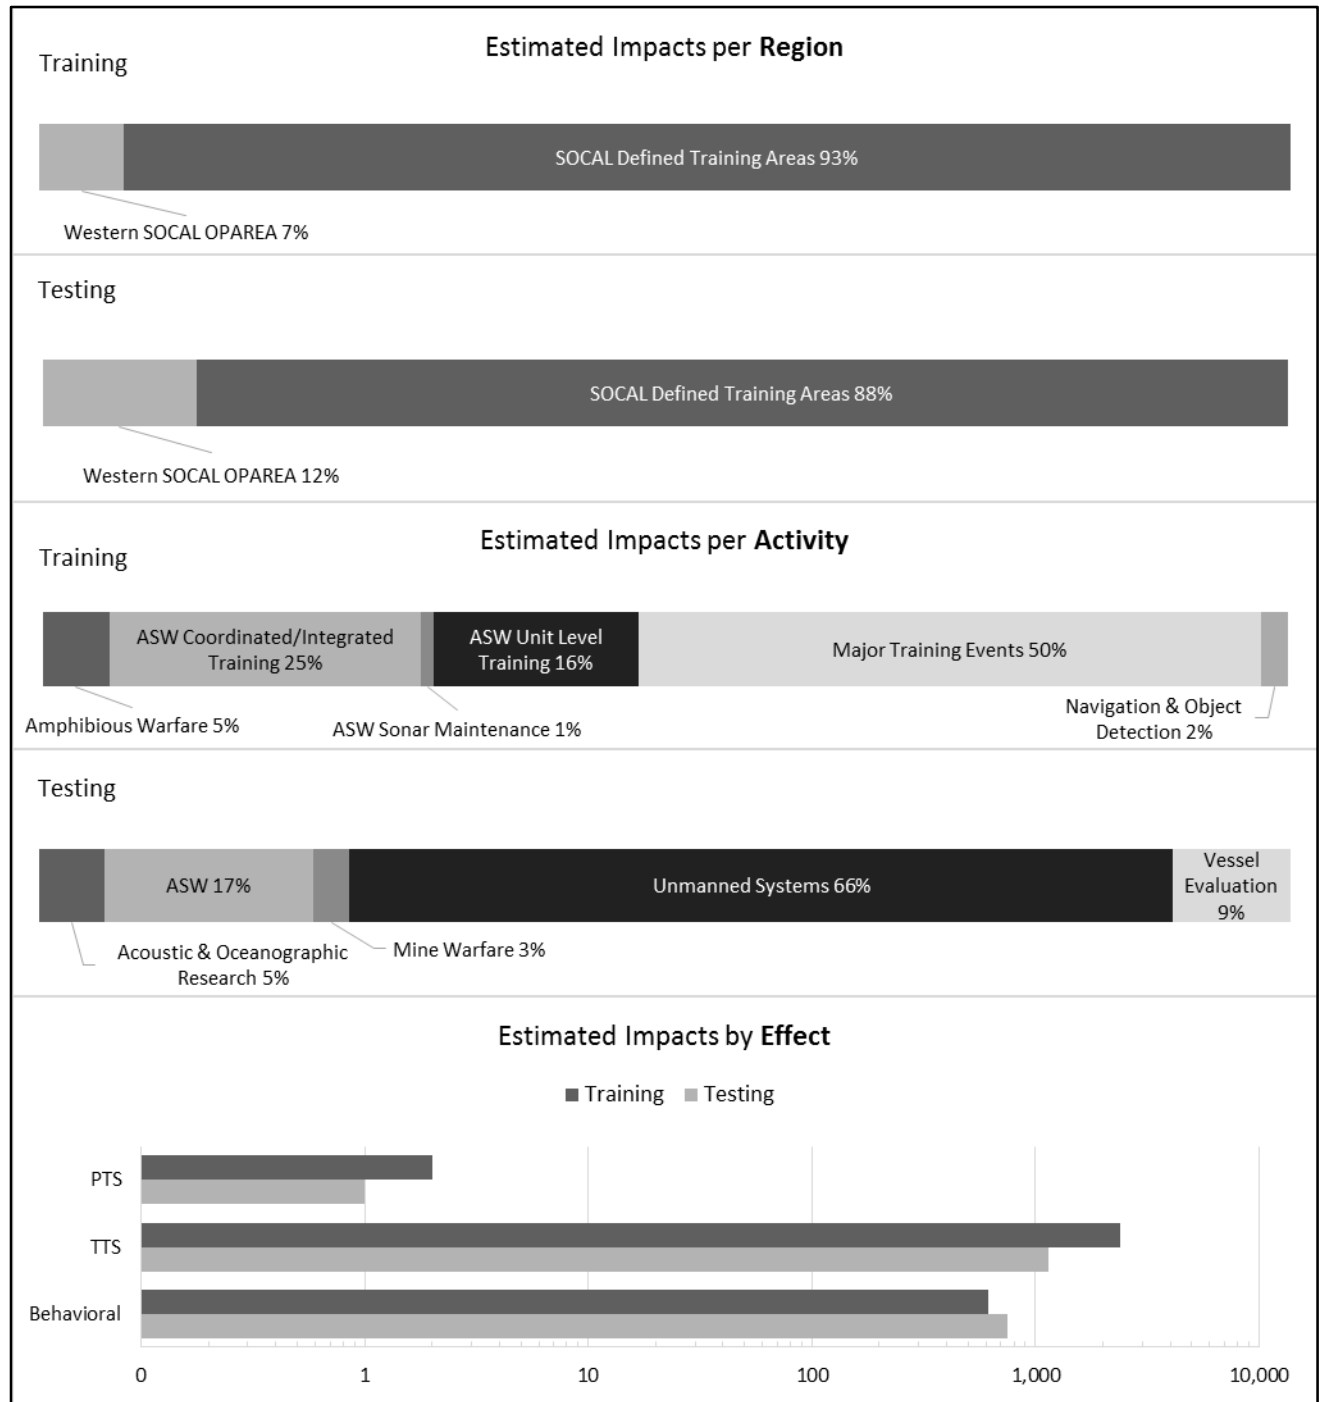 Estimated Impacts per Region
Training
SOCAL Defined Training Areas 93%
Western SOCAL OPAREA 7%
Testing
SOCAL Defined Training Areas 88%
Western SOCAL OPAREA 12%
Estimated Impacts per Activity
Training
ASW Coordinated/Integrated
Training 25%
ASW Unit Level
Training 16%
Major Training Events 50%
Amphibious Warfare 5%
ASW Sonar Maintenance 1%
Navigation & Object
Detection 2%
Testing
ASW 17%
Unmanned Systems 66%
Vessel
Evaluation
9%
Acoustic & Oceanographic
Research 5%
Mine Warfare 3%
Estimated Impacts by Effect
Training Testing
PTS
TTS
Behavioral
0 1 10 100 1,000 10,000